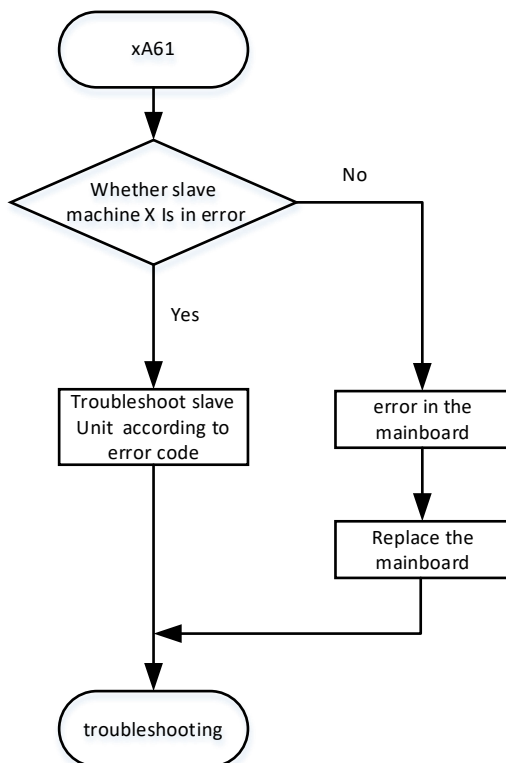 xA61
Whether slave
machine X Is in error
No
Yes
Troubleshoot slave
Unit according to
error code
error in the
mainboard
Replace the
mainboard
troubleshooting